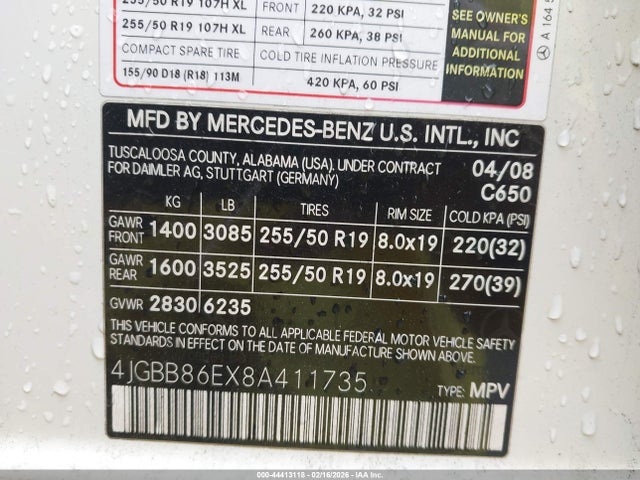 255/50 R19 107H XL FRONT 220 KPA, 32 PSI
255/50 R19 107H XL REAR 260 KPA, 38 PSI
COMPACT SPARE TIRE COLD TIRE INFLATION PRESSURE
155/90 D18 (R18) 113M 420 KPA, 60 PSI
SEE OWNER'S
MANUAL FOR
ADDITIONAL
INFORMATION
A 164 5
MFD BY MERCEDES-BENZ U.S. INTL., INC
TUSCALOOSA COUNTY, ALABAMA (USA), UNDER CONTRACT 04/08
FOR DAIMLER AG, STUTTGART (GERMANY) C650
KG LB TIRES RIM SIZE COLD KPA (PSI)
GAWR FRONT 1400 3085 255/50 R19 8.0x19 220(32)
GAWR REAR 1600 3525 255/50 R19 8.0x19 270(39)
GVWR 2830 6235
THIS VEHICLE CONFORMS TO ALL APPLICABLE FEDERAL MOTOR VEHICLE SAFETY
STANDARDS IN EFFECT ON THE DATE OF MANUFACTURE SHOWN ABOVE.
4JGBB86EX8A411735 TYPE: MPV
000-44413118 - 02/16/2026 - IAA Inc.